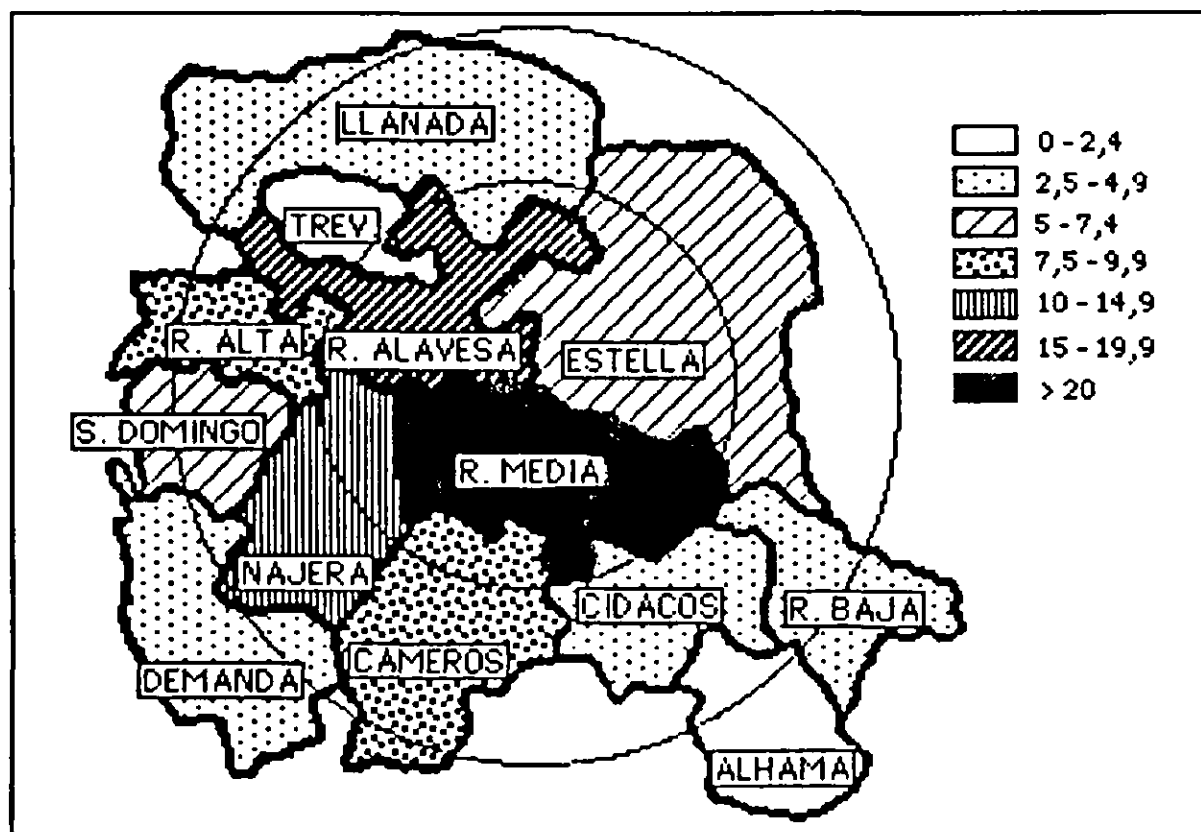 LLANADA
TREV.
R. ALTA
R. ALAVESA
ESTELLA
S. DOMINGO
R. MEDIA
NAJERA
CIDACOS
R. BAJA
DEMANDA
CAMEROS
ALHAMA
0 - 2,4
2,5 - 4,9
5 - 7,4
7,5 - 9,9
10 - 14,9
15 - 19,9
> 20